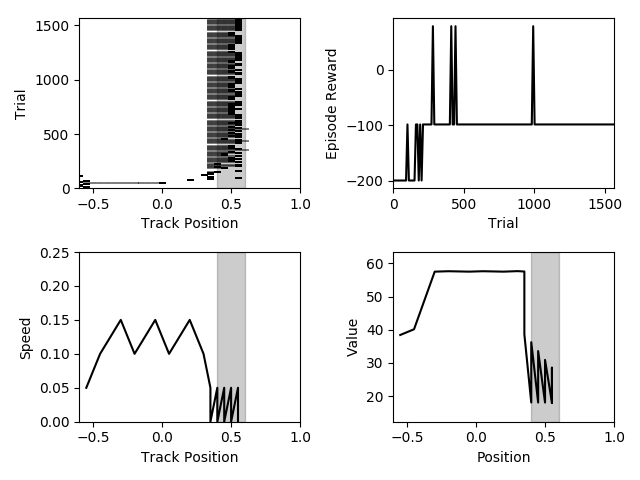 1500
1000
500
0
Trial
−0.5 0.0 0.5 1.0
Track Position
0
−100
−200
Episode Reward
0 500 1000 1500
Trial
0.25
0.20
0.15
0.10
0.05
0.00
Speed
−0.5 0.0 0.5 1.0
Track Position
60
50
40
30
20
Value
−0.5 0.0 0.5 1.0
Position